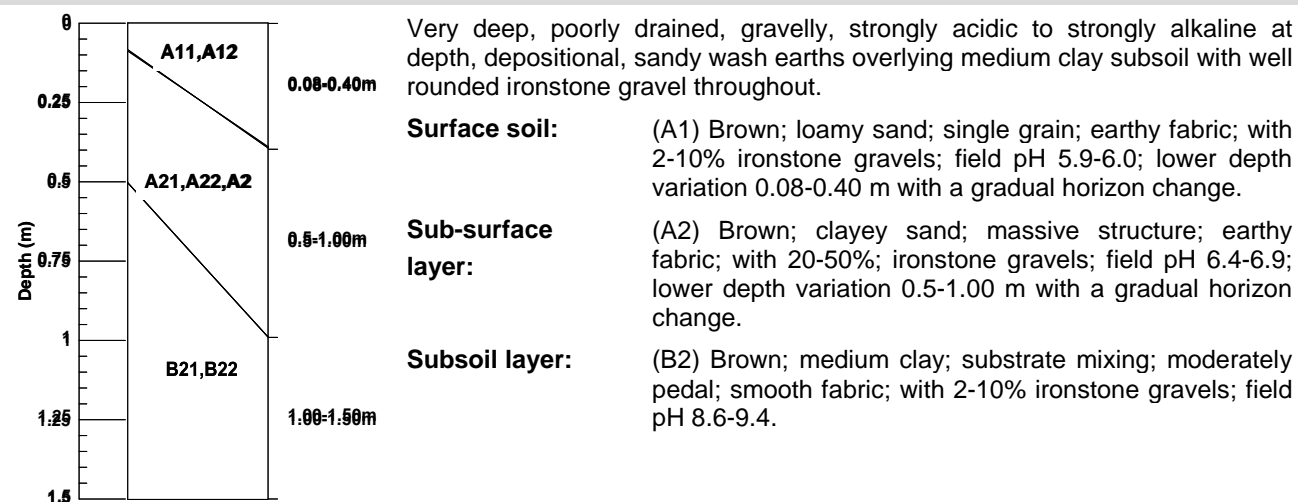 0
0.25
0.5
0.75
1
1.25
1.5
Depth (m)
A11,A12
A21,A22,A2
B21,B22
0.08-0.40m
0.5-1.00m
1.00-1.50m
Very deep, poorly drained, gravelly, strongly acidic to strongly alkaline at
depth, depositional, sandy wash earths overlying medium clay subsoil with well
rounded ironstone gravel throughout.
Surface soil:
(A1) Brown; loamy sand; single grain; earthy fabric; with
2-10% ironstone gravels; field pH 5.9-6.0; lower depth
variation 0.08-0.40 m with a gradual horizon change.
Sub-surface
layer:
(A2) Brown; clayey sand; massive structure; earthy
fabric; with 20-50%; ironstone gravels; field pH 6.4-6.9;
lower depth variation 0.5-1.00 m with a gradual horizon
change.
Subsoil layer:
(B2) Brown; medium clay; substrate mixing; moderately
pedal; smooth fabric; with 2-10% ironstone gravels; field
pH 8.6-9.4.